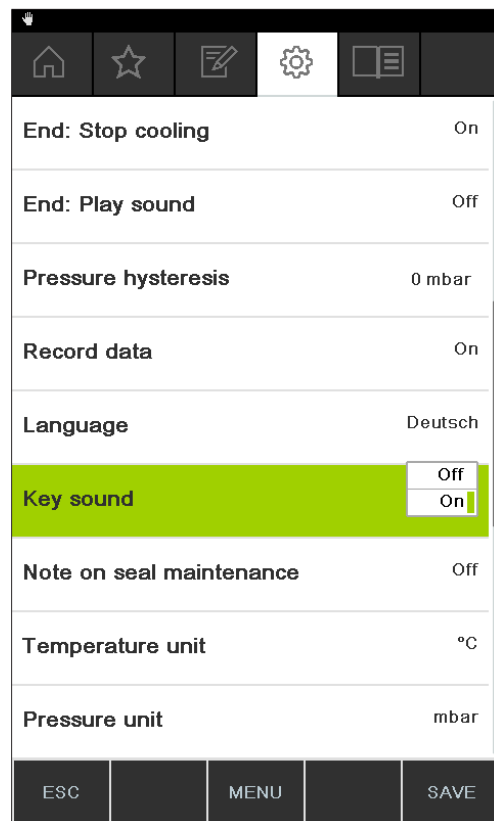 End: Stop cooling On
End: Play sound Off
Pressure hysteresis 0 mbar
Record data On
Language Deutsch
Off
Key sound On
Note on seal maintenance Off
Temperature unit °C
Pressure unit mbar
ESC MENU SAVE